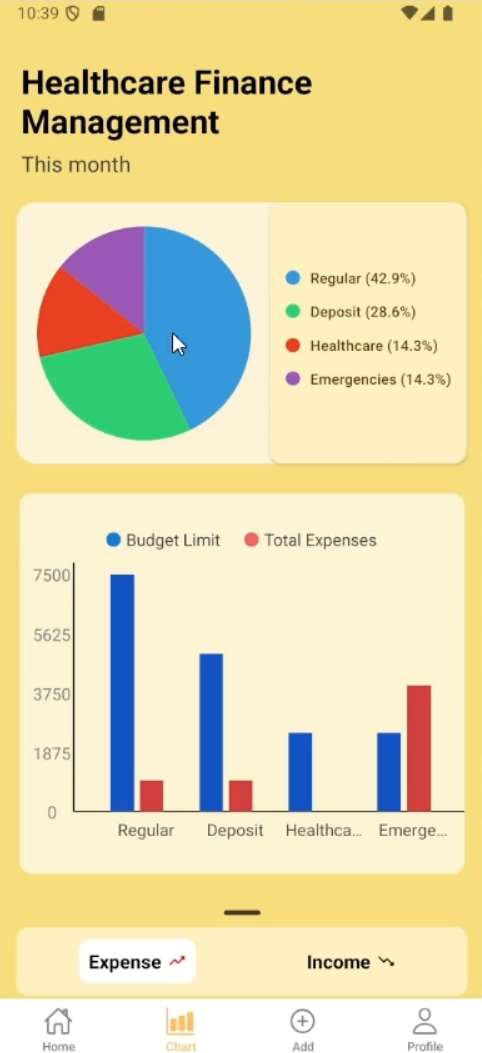 10:39
Healthcare Finance
Management
This month
Regular (42.9%)
Deposit (28.6%)
Healthcare (14.3%)
Emergencies (14.3%)
Budget Limit Total Expenses
7500
5625
3750
1875
0
Regular Deposit Healthca... Emerge...
Expense Income
Home Chart Add Profile